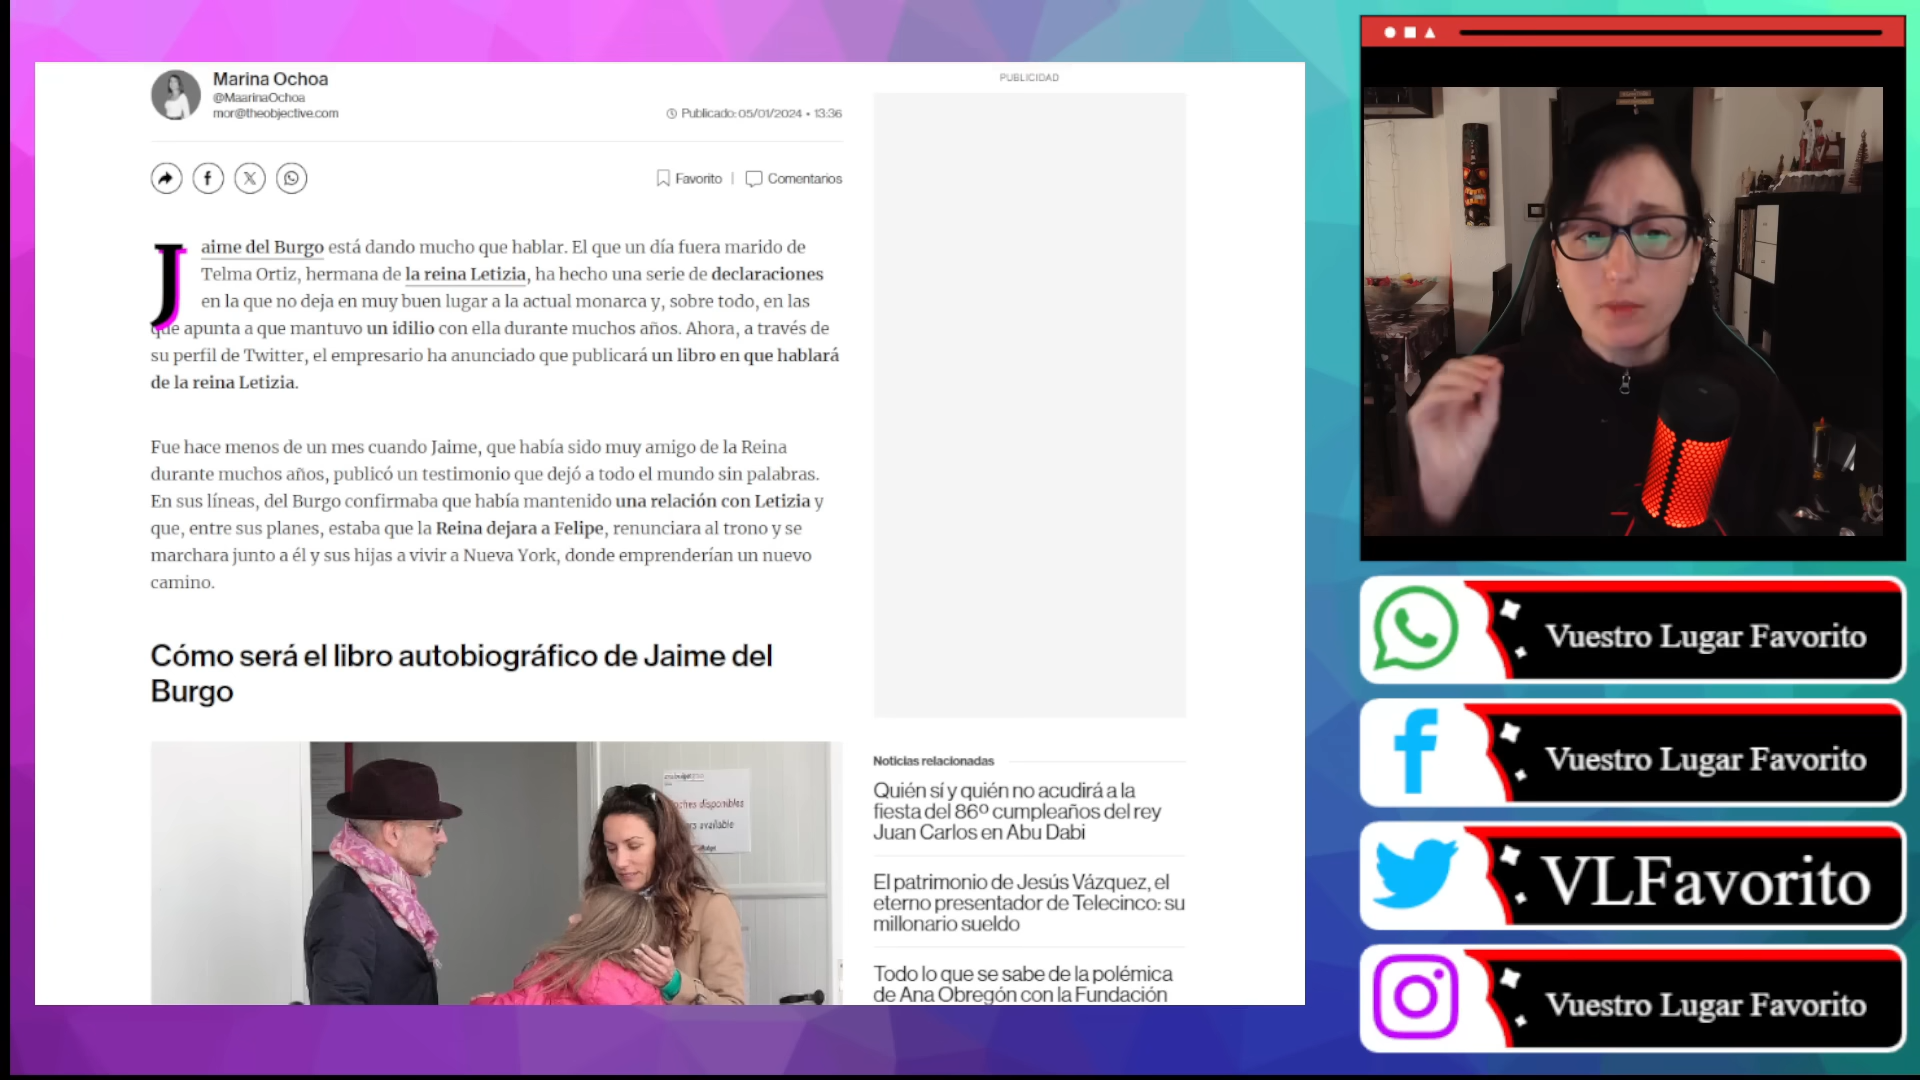 Marina Ochoa
@MaarinaOchoa
mor@theobjective.com
Publicado: 05/01/2024 • 13:36
Favorito | Comentarios
Jaime del Burgo está dando mucho que hablar. El que un día fuera marido de
Telma Ortiz, hermana de la reina Letizia, ha hecho una serie de declaraciones
en la que no deja en muy buen lugar a la actual monarca y, sobre todo, en las
que apunta a que mantuvo un idilio con ella durante muchos años. Ahora, a través de
su perfil de Twitter, el empresario ha anunciado que publicará un libro en que hablará
de la reina Letizia.
Fue hace menos de un mes cuando Jaime, que había sido muy amigo de la Reina
durante muchos años, publicó un testimonio que dejó a todo el mundo sin palabras.
En sus líneas, del Burgo confirmaba que había mantenido una relación con Letizia y
que, entre sus planes, estaba que la Reina dejara a Felipe, renunciara al trono y se
marchara junto a él y sus hijas a vivir a Nueva York, donde emprenderían un nuevo
camino.
Cómo será el libro autobiográfico de Jaime del
Burgo
disponibles
available
PUBLICIDAD
Noticias relacionadas
Quién sí y quién no acudirá a la
fiesta del 86º cumpleaños del rey
Juan Carlos en Abu Dabi
El patrimonio de Jesús Vázquez, el
eterno presentador de Telecinco: su
millonario sueldo
Todo lo que se sabe de la polémica
de Ana Obregón con la Fundación
Vuestro Lugar Favorito
Vuestro Lugar Favorito
VLFavorito
Vuestro Lugar Favorito